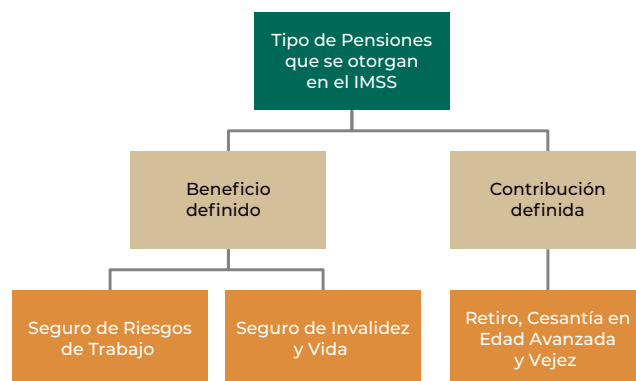 Tipo de Pensiones
que se otorgan
en el IMSS
Beneficio
definido
Contribución
definida
Seguro de Riesgos
de Trabajo
Seguro de Invalidez
y Vida
Retiro, Cesantía en
Edad Avanzada
y Vejez